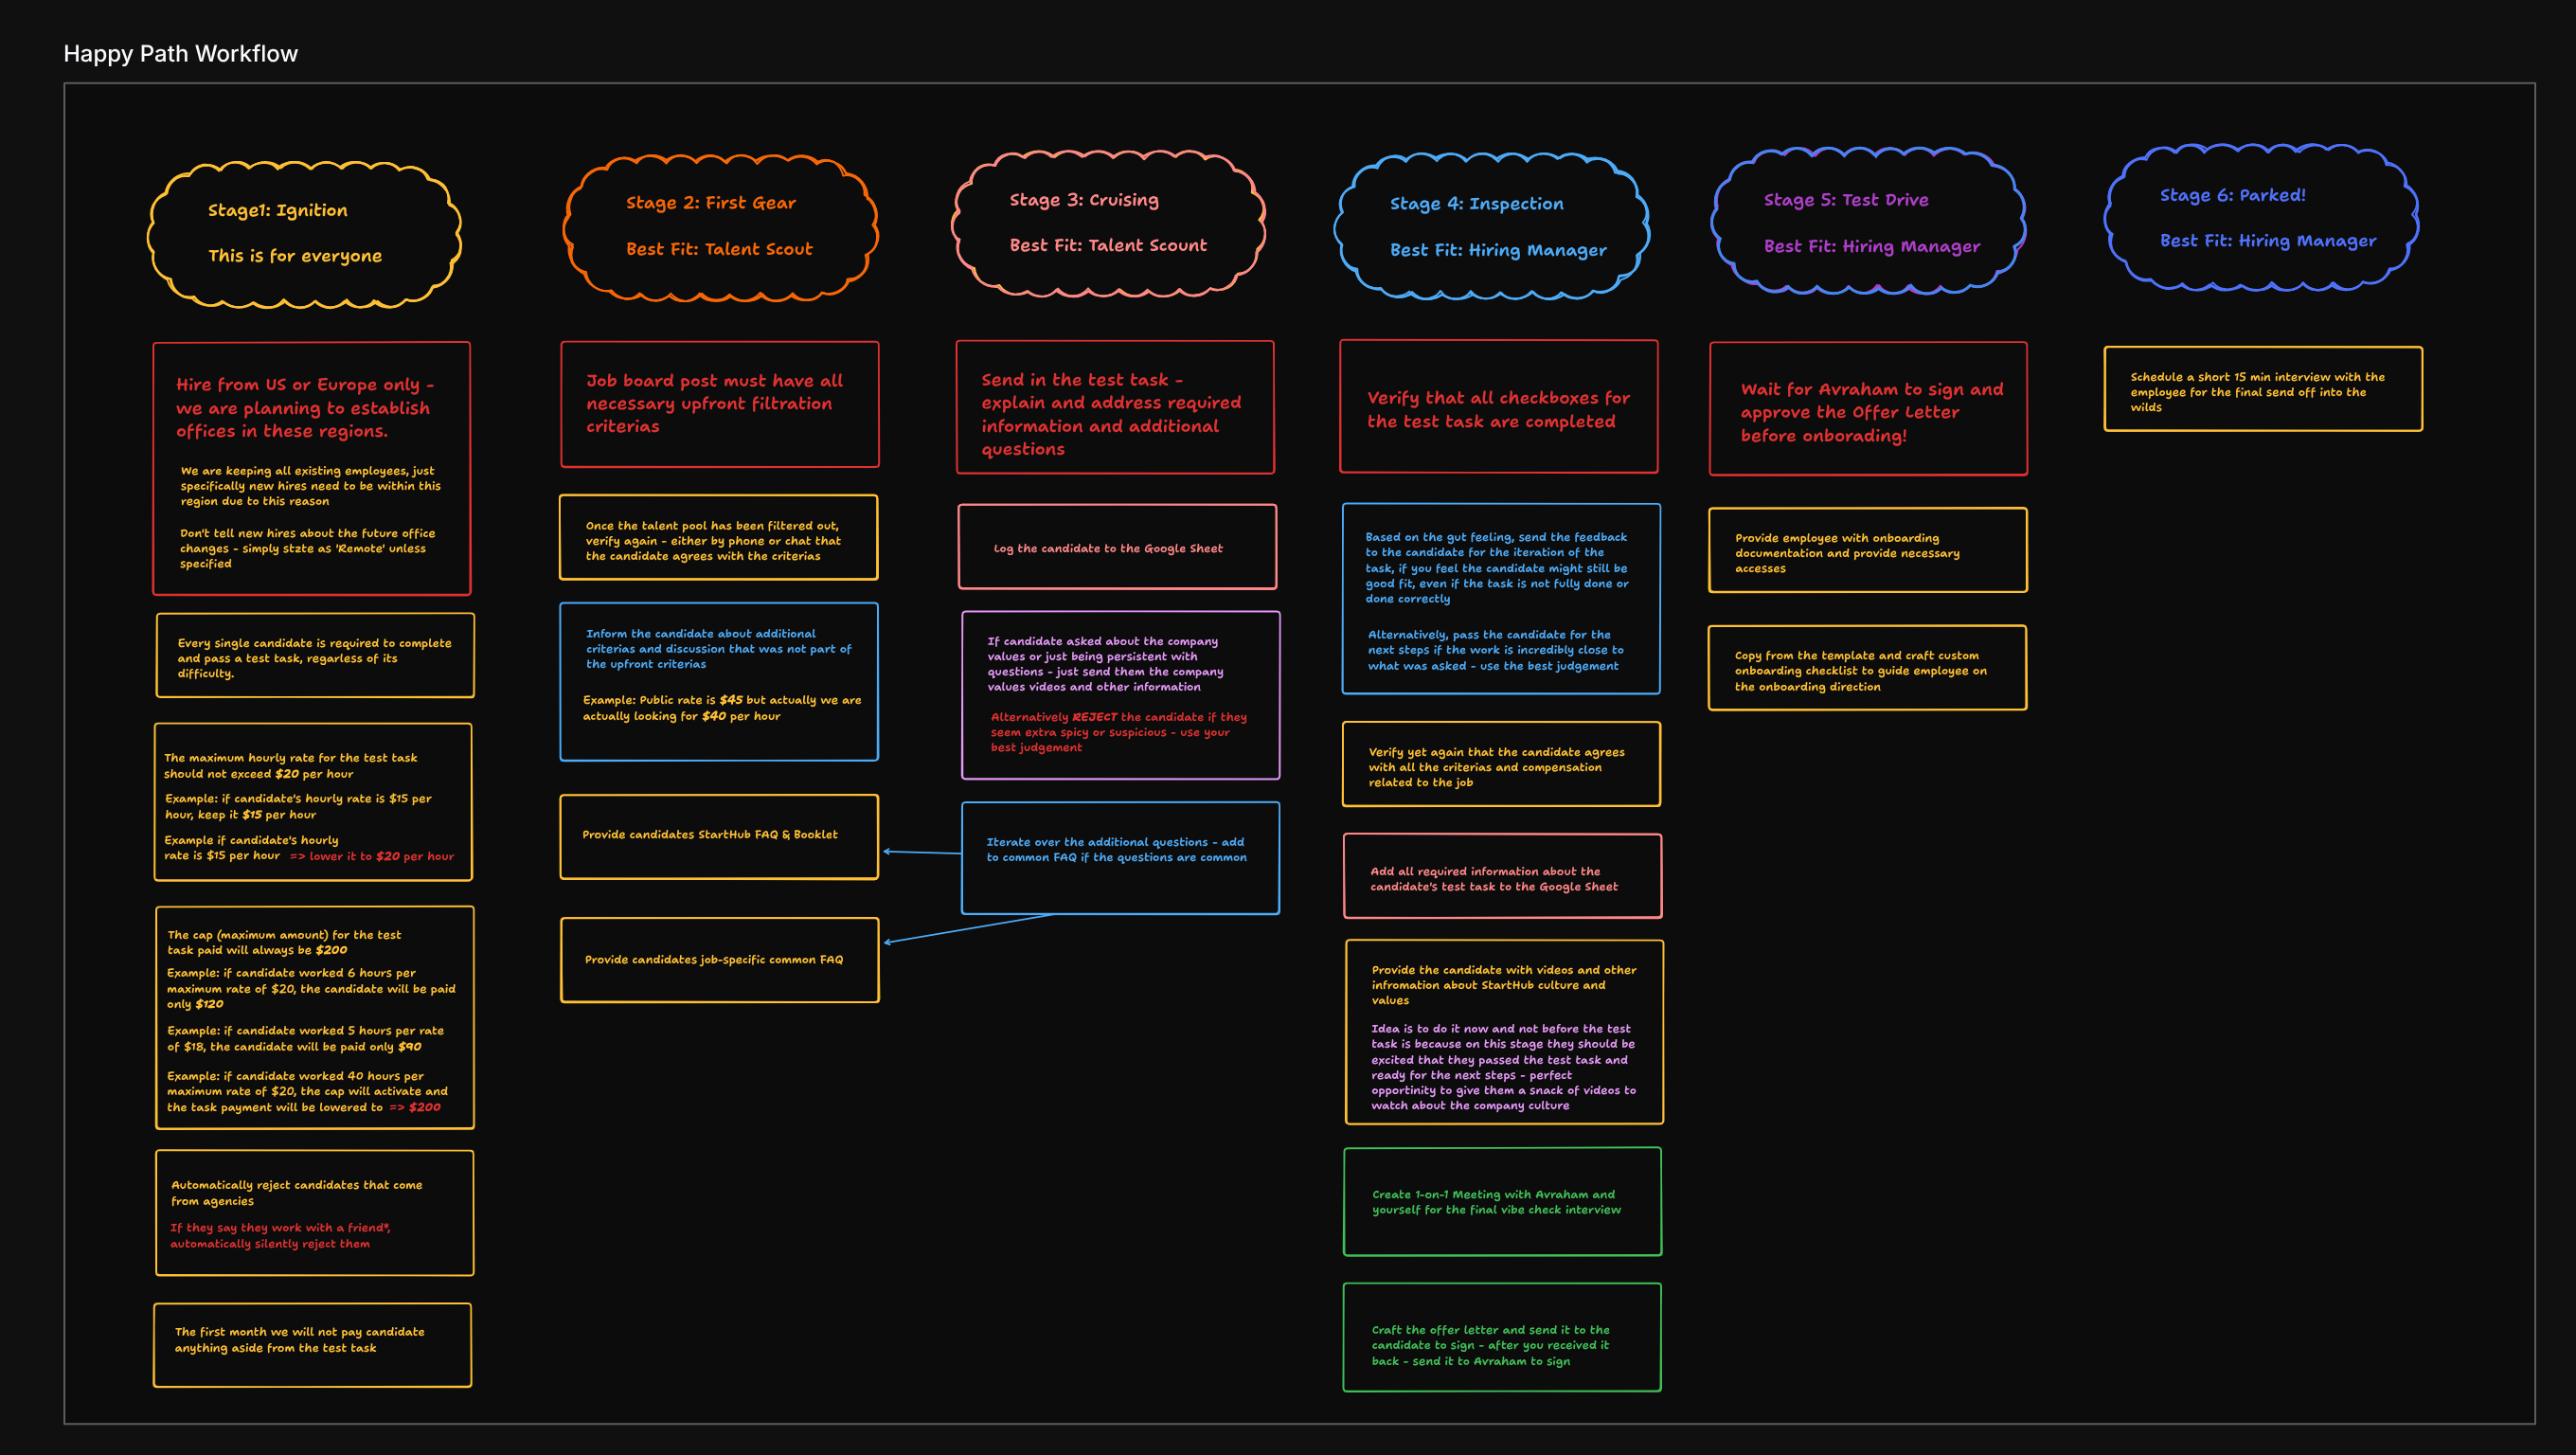 Happy Path Workflow
Stage1: Ignition
This is for everyone
Hire from US or Europe only -
we are planning to establish
offices in these regions.
We are keeping all existing employees, just
specifically new hires need to be within this
region due to this reason
Don't tell new hires about the future office
changes - simply stzte as 'Remote' unless
specified
Every single candidate is required to complete
and pass a test task, regarless of its
difficulty.
The maximum hourly rate for the test task
should not exceed $20 per hour
Example: if candidate's hourly rate is $15 per
hour, keep it $15 per hour
Example if candidate's hourly
rate is $15 per hour => lower it to $20 per hour
The cap (maximum amount) for the test
task paid will always be $200
Example: if candidate worked 6 hours per
maximum rate of $20, the candidate will be paid
only $120
Example: if candidate worked 5 hours per rate
of $18, the candidate will be paid only $90
Example: if candidate worked 40 hours per
maximum rate of $20, the cap will activate and
the task payment will be lowered to => $200
Automatically reject candidates that come
from agencies
If they say they work with a friend*,
automatically silently reject them
The first month we will not pay candidate
anything aside from the test task
Stage 2: First Gear
Best Fit: Talent Scout
Job board post must have all
necessary upfront filtration
criterias
Once the talent pool has been filtered out,
verify again - either by phone or chat that
the candidate agrees with the criterias
Inform the candidate about additional
criterias and discussion that was not part of
the upfront criterias
Example: Public rate is $45 but actually we are
actually looking for $40 per hour
Provide candidates StartHub FAQ & Booklet
Provide candidates job-specific common FAQ
Stage 3: Cruising
Best Fit: Talent Scount
Send in the test task -
explain and address required
information and additional
questions
Log the candidate to the Google Sheet
If candidate asked about the company
values or just being persistent with
questions - just send them the company
values videos and other information
Alternatively REJECT the candidate if they
seem extra spicy or suspicious - use your
best judgement
Iterate over the additional questions - add
to common FAQ if the questions are common
Stage 4: Inspection
Best Fit: Hiring Manager
Verify that all checkboxes for
the test task are completed
Based on the gut feeling, send the feedback
to the candidate for the iteration of the
task, if you feel the candidate might still be
good fit, even if the task is not fully done or
done correctly
Alternatively, pass the candidate for the
next steps if the work is incredibly close to
what was asked - use the best judgement
Verify yet again that the candidate agrees
with all the criterias and compensation
related to the job
Add all required information about the
candidate's test task to the Google Sheet
Provide the candidate with videos and other
infromation about StartHub culture and
values
Idea is to do it now and not before the test
task is because on this stage they should be
excited that they passed the test task and
ready for the next steps - perfect
opportinity to give them a snack of videos to
watch about the company culture
Create 1-on-1 Meeting with Avraham and
yourself for the final vibe check interview
Craft the offer letter and send it to the
candidate to sign - after you received it
back - send it to Avraham to sign
Stage 5: Test Drive
Best Fit: Hiring Manager
Wait for Avraham to sign and
approve the Offer Letter
before onborading!
Provide employee with onboarding
documentation and provide necessary
accesses
Copy from the template and craft custom
onboarding checklist to guide employee on
the onboarding direction
Stage 6: Parked!
Best Fit: Hiring Manager
Schedule a short 15 min interview with the
employee for the final send off into the
wilds